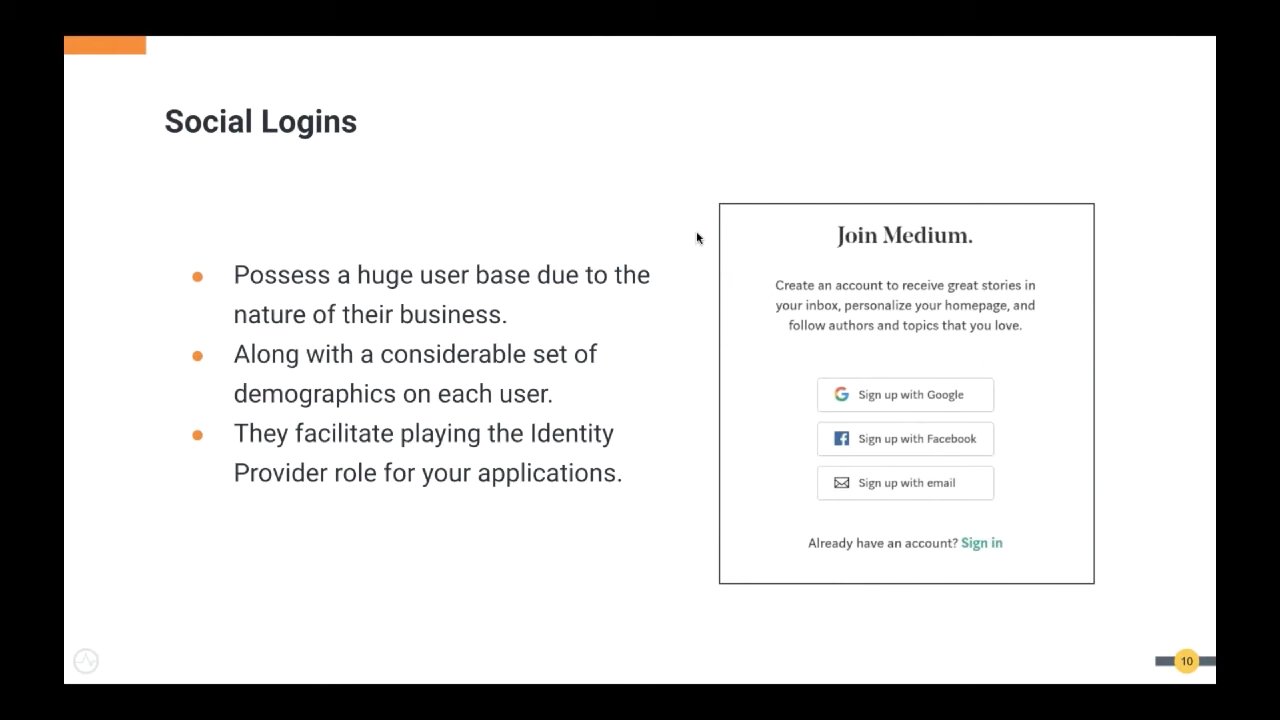 Social Logins
Possess a huge user base due to the
nature of their business.
Along with a considerable set of
demographics on each user.
They facilitate playing the Identity
Provider role for your applications.
Join Medium.
Create an account to receive great stories in
your inbox, personalize your homepage, and
follow authors and topics that you love.
Sign up with Google
Sign up with Facebook
Sign up with email
Already have an account? Sign in
10